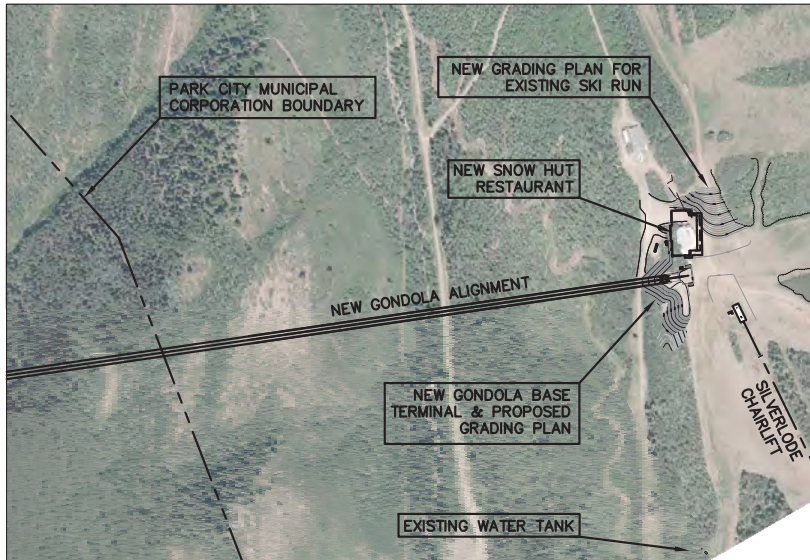 NEW GRADING PLAN FOR
EXISTING SKI RUN
PARK CITY MUNICIPAL
CORPORATION BOUNDARY
NEW SNOW HUT
RESTAURANT
NEW GONDOLA ALIGNMENT
NEW GONDOLA BASE
TERMINAL & PROPOSED
GRADING PLAN
SILVERLODE
CHAIRLIFT
EXISTING WATER TANK